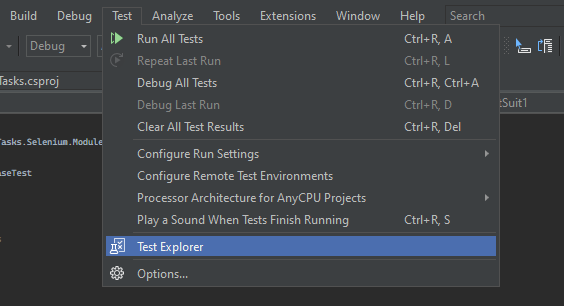 Build Debug Test Analyze Tools Extensions Window Help Search
Debug
Run All Tests Ctrl+R, A
Tasks.csproj
Repeat Last Run Ctrl+R, L
Debug All Tests Ctrl+R, Ctrl+A
Debug Last Run Ctrl+R, D
Clear All Test Results Ctrl+R, Del
Tasks.Selenium.Module
Configure Run Settings
Configure Remote Test Environments
Processor Architecture for AnyCPU Projects
Play a Sound When Tests Finish Running Ctrl+R, S
Test Explorer
Options...